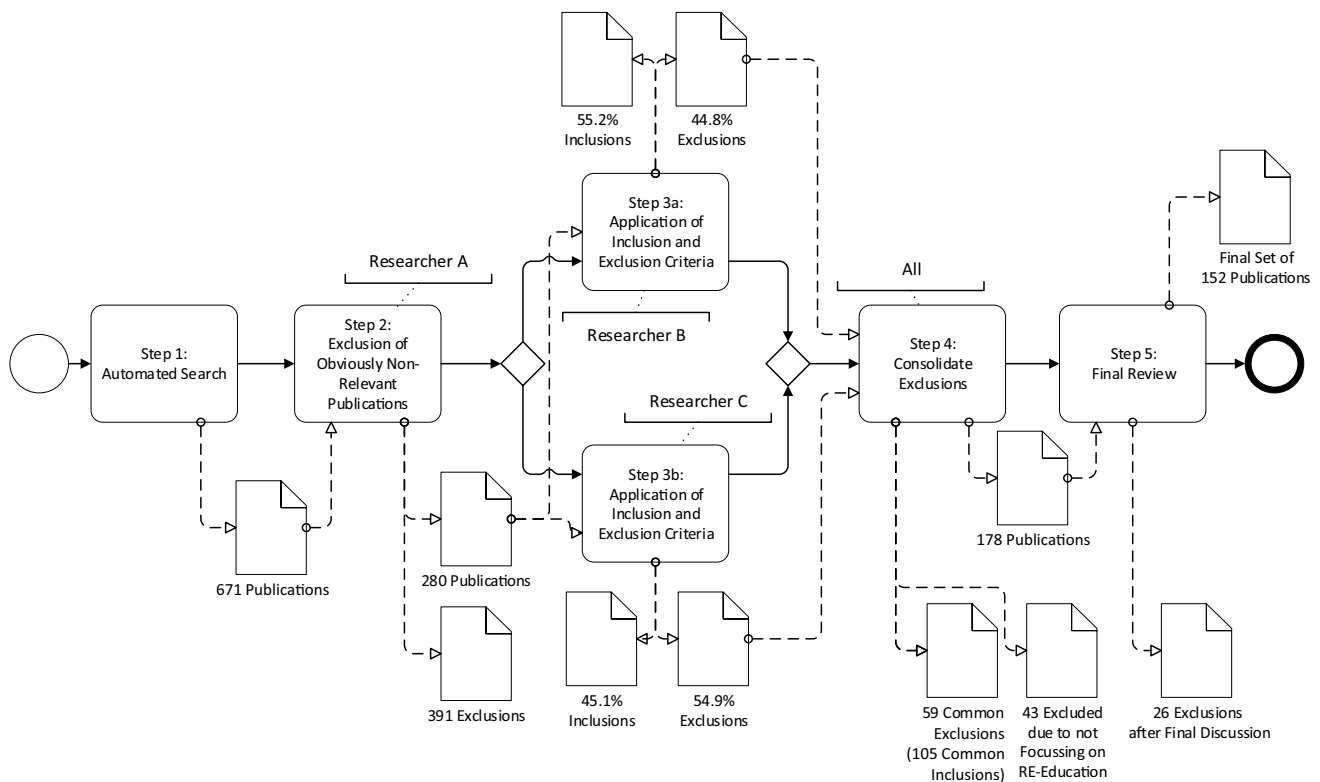 55.2%
Inclusions
44.8%
Exclusions
Step 3a:
Application of
Inclusion and
Exclusion Criteria
Final Set of
152 Publications
Researcher A
All
Researcher B
Step 1:
Automated Search
Step 2:
Exclusion of
Obviously Non-
Relevant
Publications
Step 4:
Consolidate
Exclusions
Step 5:
Final Review
Researcher C
Step 3b:
Application of
Inclusion and
Exclusion Criteria
671 Publications
280 Publications
178 Publications
391 Exclusions
45.1%
Inclusions
54.9%
Exclusions
59 Common
Exclusions
(105 Common
Inclusions)
43 Excluded
due to not
Focussing on
RE-Education
26 Exclusions
after Final Discussion